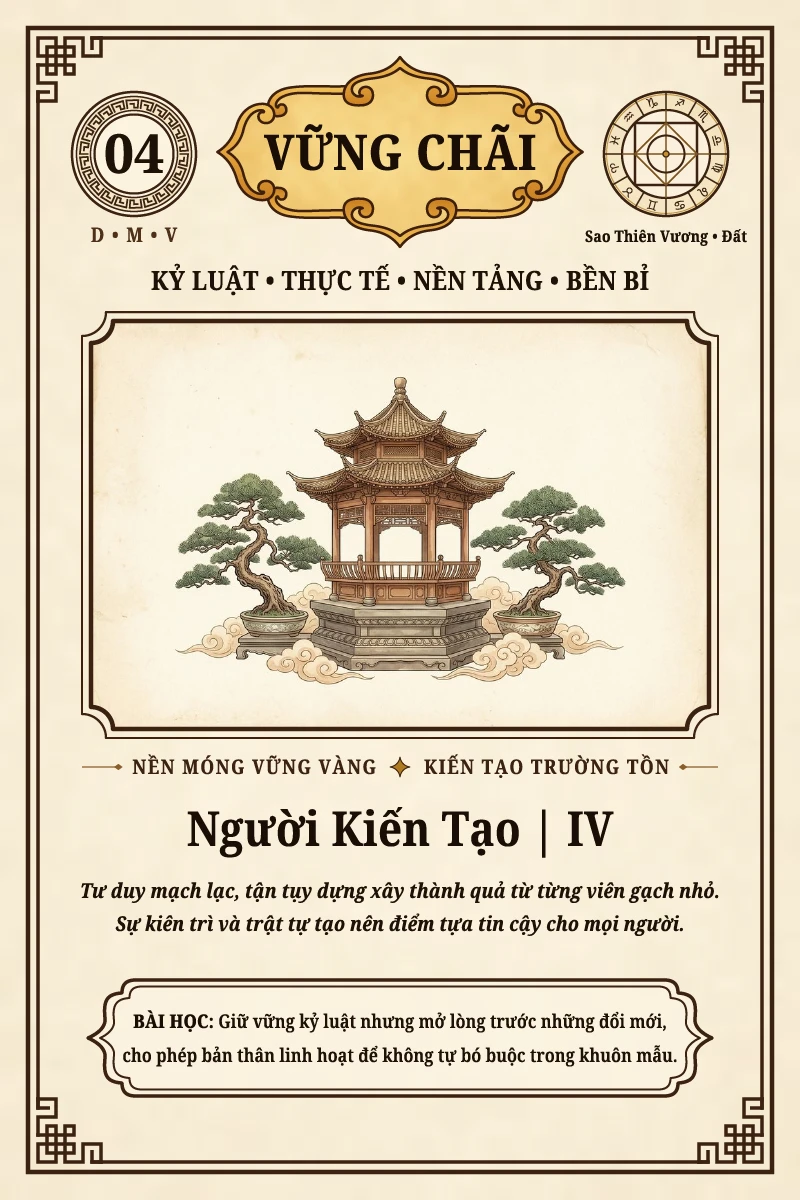 04
VỮNG CHÃI
D • M • V
Sao Thiên Vương • Đất
KỶ LUẬT • THỰC TẾ • NỀN TẢNG • BỀN BỈ
NỀN MÓNG VỮNG VÀNG ✦ KIẾN TẠO TRƯỜNG TỒN
Người Kiến Tạo | IV
Tư duy mạch lạc, tận tụy dựng xây thành quả từ từng viên gạch nhỏ.
Sự kiên trì và trật tự tạo nên điểm tựa tin cậy cho mọi người.
BÀI HỌC: Giữ vững kỷ luật nhưng mở lòng trước những đổi mới,
cho phép bản thân linh hoạt để không tự bó buộc trong khuôn mẫu.